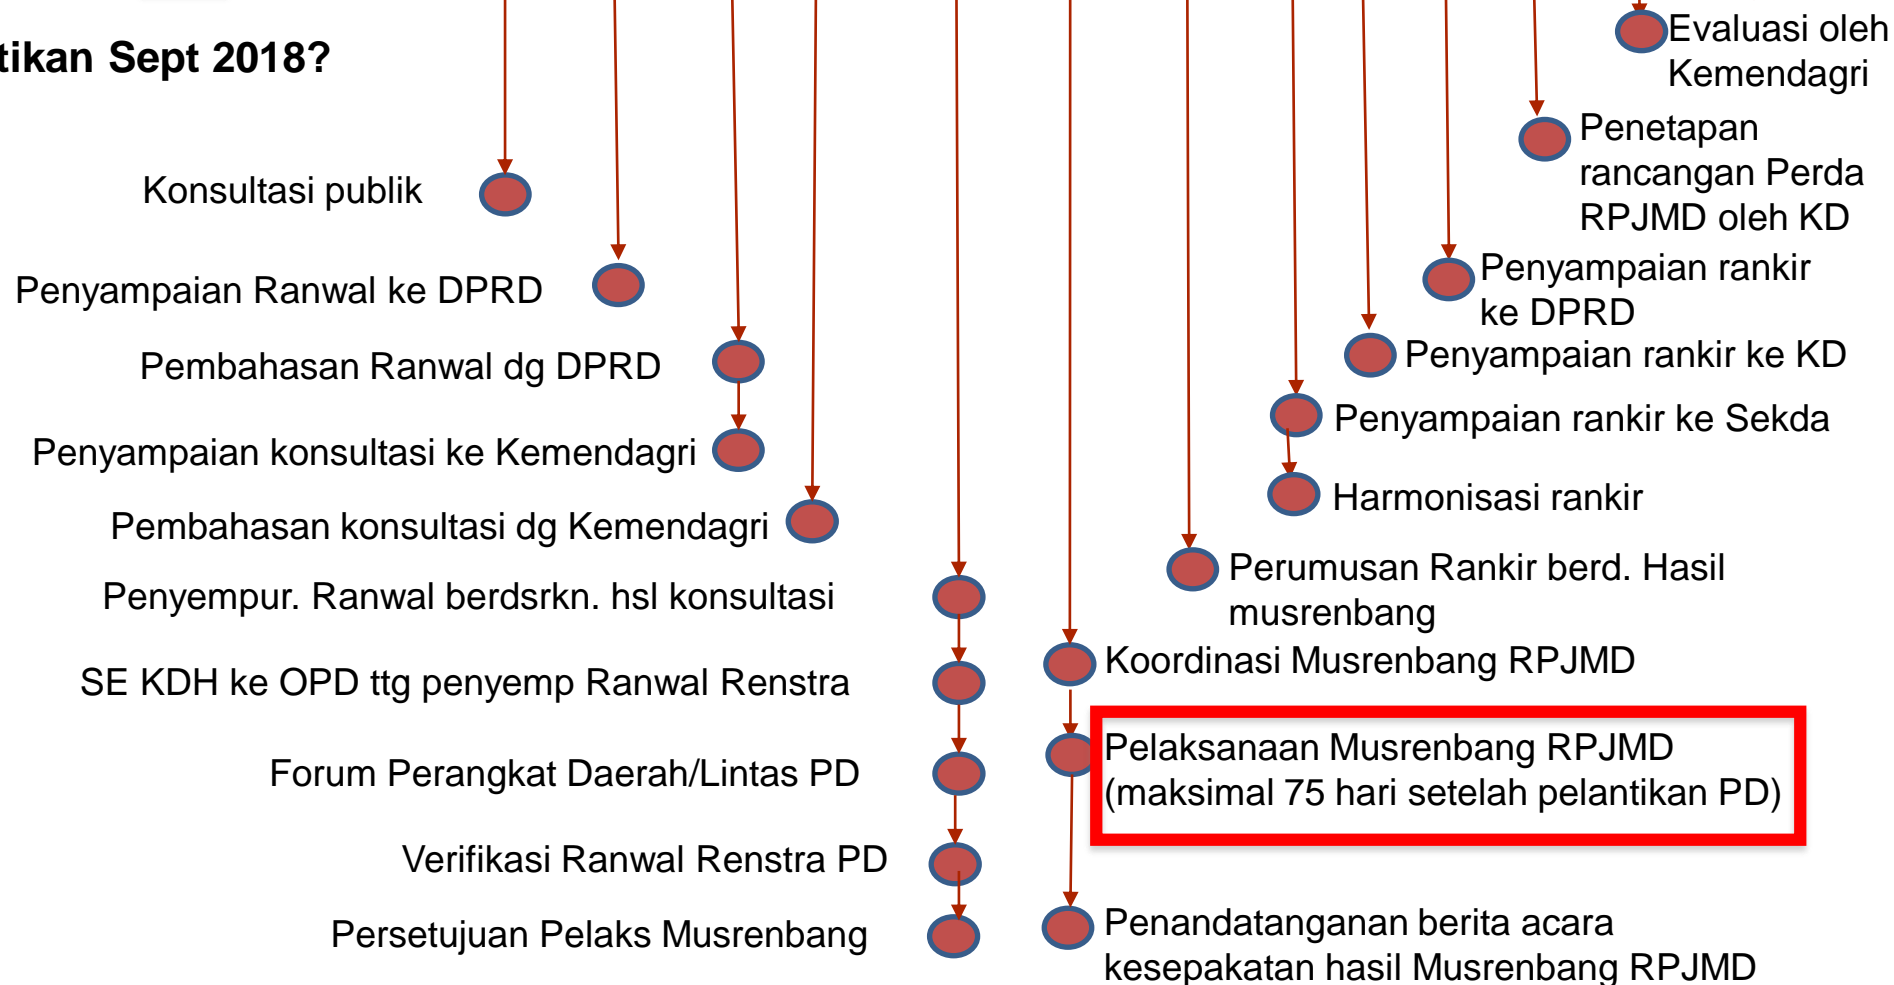 tikan Sept 2018?
Konsultasi publik
Penyampaian Ranwal ke DPRD
Pembahasan Ranwal dg DPRD
Penyampaian konsultasi ke Kemendagri
Pembahasan konsultasi dg Kemendagri
Penyempur. Ranwal berdsrkn. hsl konsultasi
SE KDH ke OPD ttg penyemp Ranwal Renstra
Forum Perangkat Daerah/Lintas PD
Verifikasi Ranwal Renstra PD
Persetujuan Pelaks Musrenbang
Evaluasi oleh
Kemendagri
Penetapan
rancangan Perda
RPJMD oleh KD
Penyampaian rankir
ke DPRD
Penyampaian rankir ke KD
Penyampaian rankir ke Sekda
Harmonisasi rankir
Perumusan Rankir berd. Hasil
musrenbang
Koordinasi Musrenbang RPJMD
Pelaksanaan Musrenbang RPJMD
(maksimal 75 hari setelah pelantikan PD)
Penandatanganan berita acara
kesepakatan hasil Musrenbang RPJMD